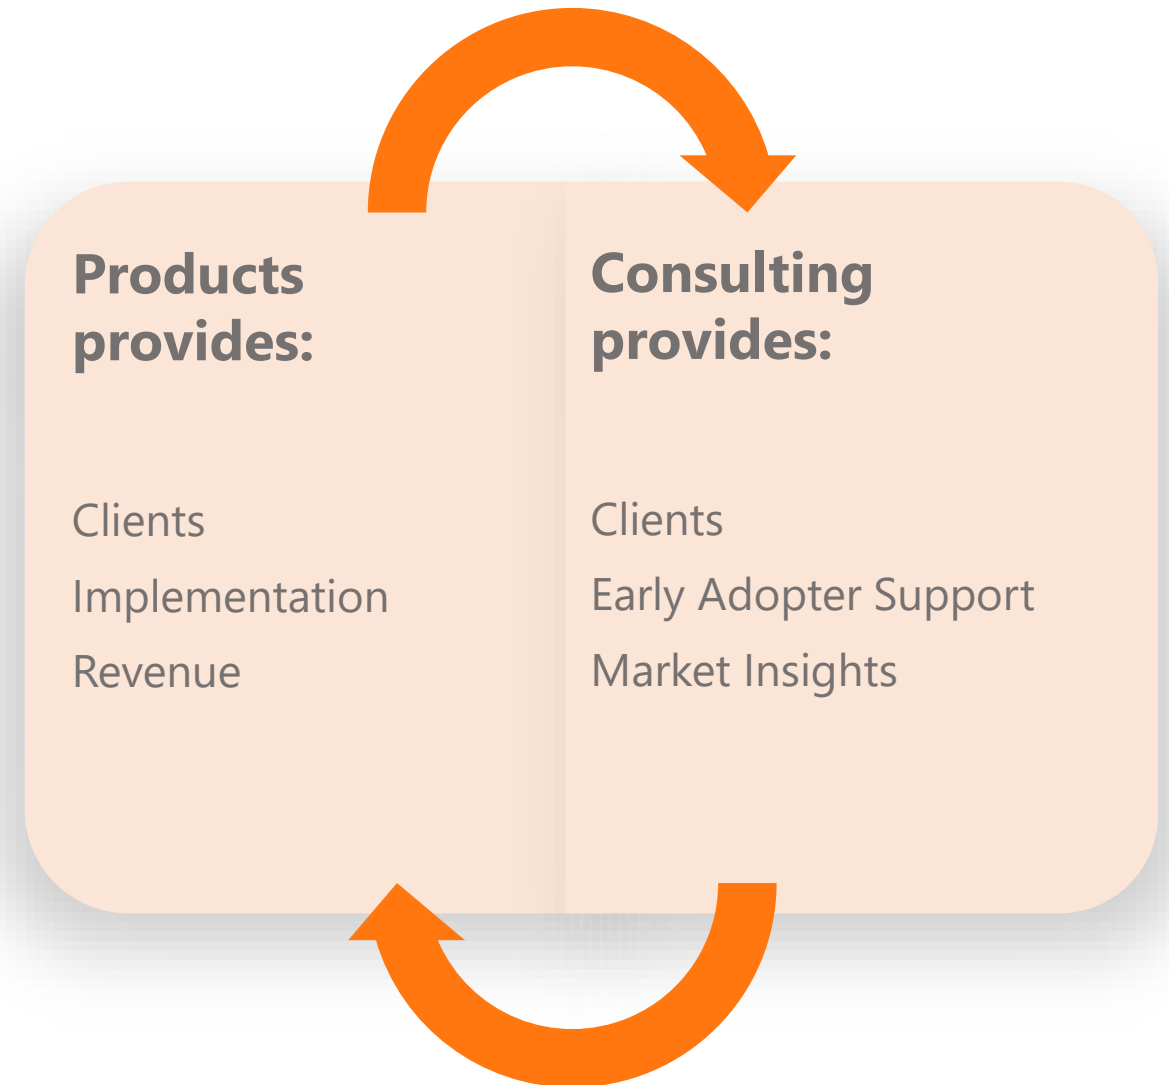 Products
provides:
Clients
Implementation
Revenue
Consulting
provides:
Clients
Early Adopter Support
Market Insights